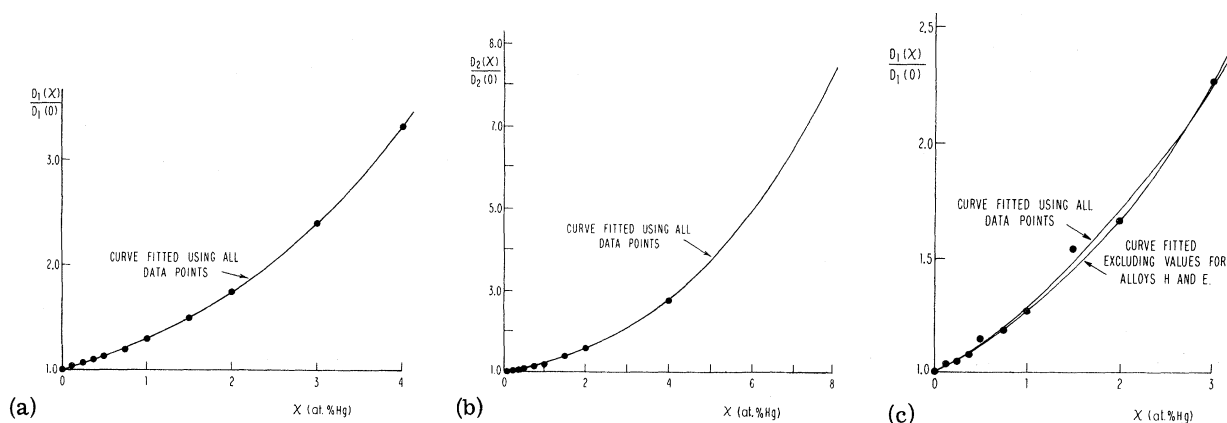 D₁(χ)
D₁(0)
3.0
2.0
1.0
CURVE FITTED USING ALL
DATA POINTS
0
1
2
3
4
(a)
χ (at.%Hg)
8.0
D₂(χ)
D₂(0)
7.0
5.0
3.0
1.0
CURVE FITTED USING ALL
DATA POINTS
0
2
4
6
8
(b)
χ (at.%Hg)
2.5
D₁(χ)
D₁(0)
2.0
1.5
1.0
CURVE FITTED USING ALL
DATA POINTS
CURVE FITTED
EXCLUDING VALUES FOR
ALLOYS H AND E.
0
1
2
3
(c)
χ (at.%Hg)